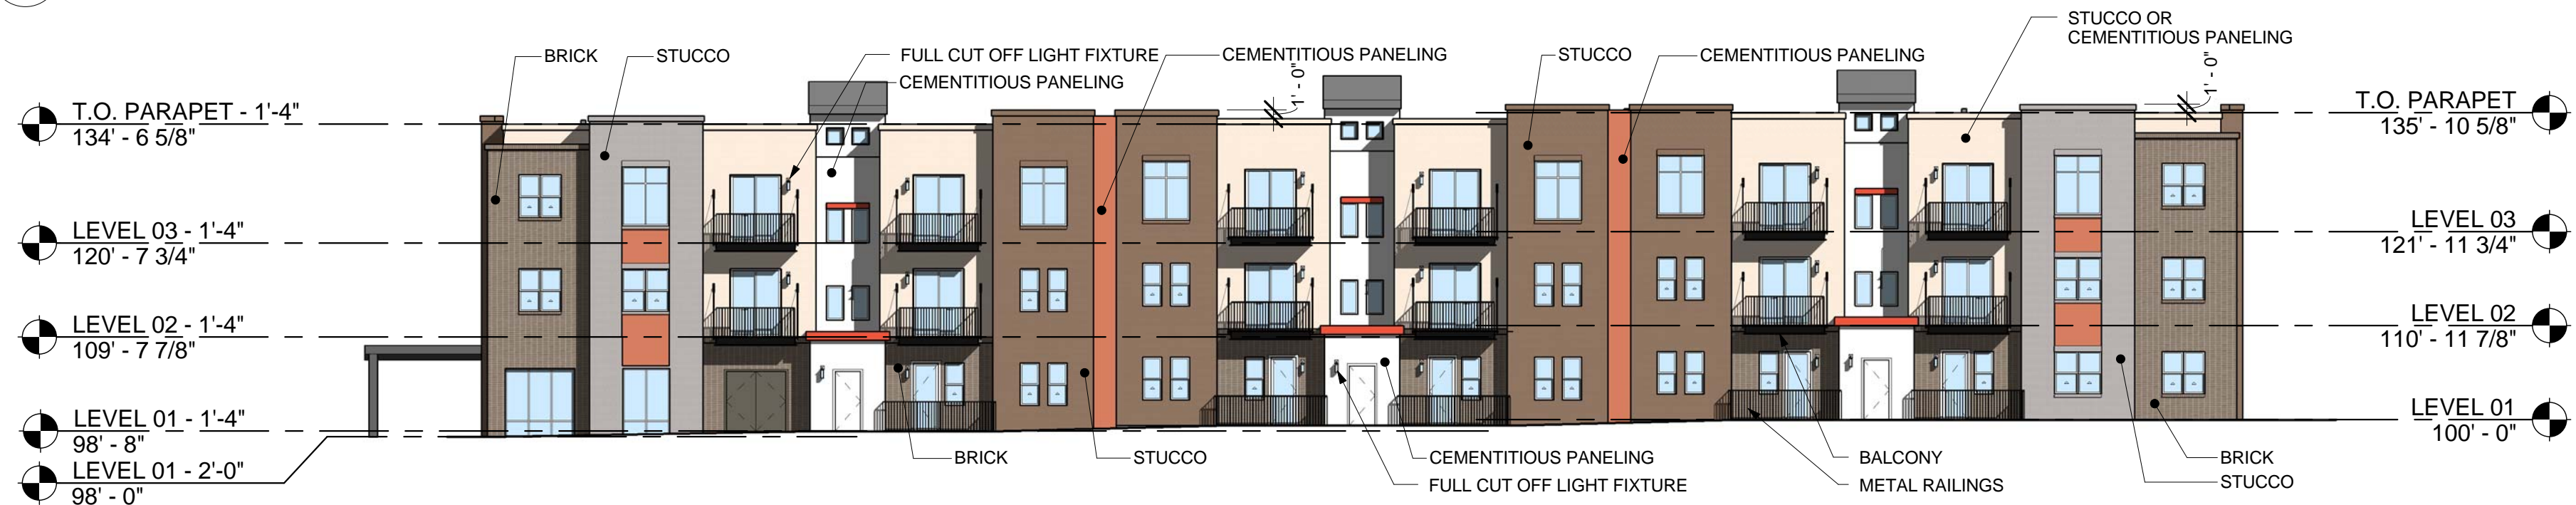 STUCCO OR
CEMENTITIOUS PANELING
BRICK
STUCCO
FULL CUT OFF LIGHT FIXTURE
CEMENTITIOUS PANELING
CEMENTITIOUS PANELING
STUCCO
CEMENTITIOUS PANELING
1' - 0"
1' - 0"
T.O. PARAPET - 1'-4"
134' - 6 5/8"
T.O. PARAPET
135' - 10 5/8"
LEVEL 03 - 1'-4"
120' - 7 3/4"
LEVEL 03
121' - 11 3/4"
LEVEL 02 - 1'-4"
109' - 7 7/8"
LEVEL 02
110' - 11 7/8"
LEVEL 01 - 1'-4"
98' - 8"
LEVEL 01
100' - 0"
LEVEL 01 - 2'-0"
98' - 0"
BRICK
STUCCO
CEMENTITIOUS PANELING
FULL CUT OFF LIGHT FIXTURE
BALCONY
METAL RAILINGS
BRICK
STUCCO